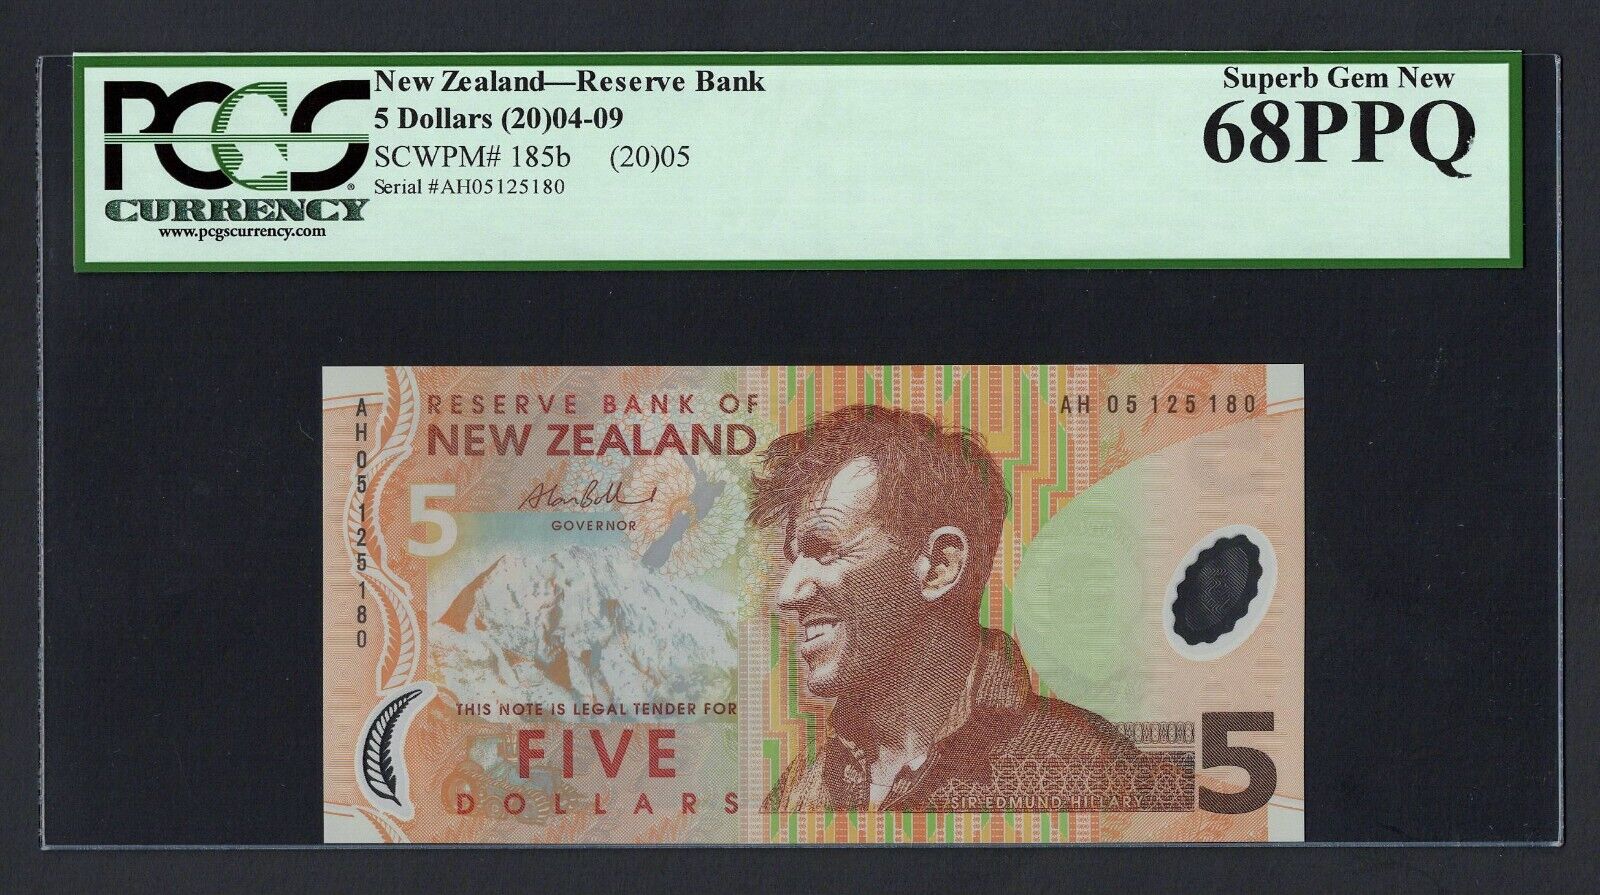 PCGS
CURRENCY
www.pcgscurrency.com
New Zealand—Reserve Bank
5 Dollars (20)04-09
SCWPM# 185b (20)05
Serial #AH05125180
Superb Gem New
68PPQ
AH05125180
RESERVE BANK OF
NEW ZEALAND
AH 05125180
5
GOVERNOR
THIS NOTE IS LEGAL TENDER FOR
FIVE
DOLLARS
SIR EDMUND HILLARY
5